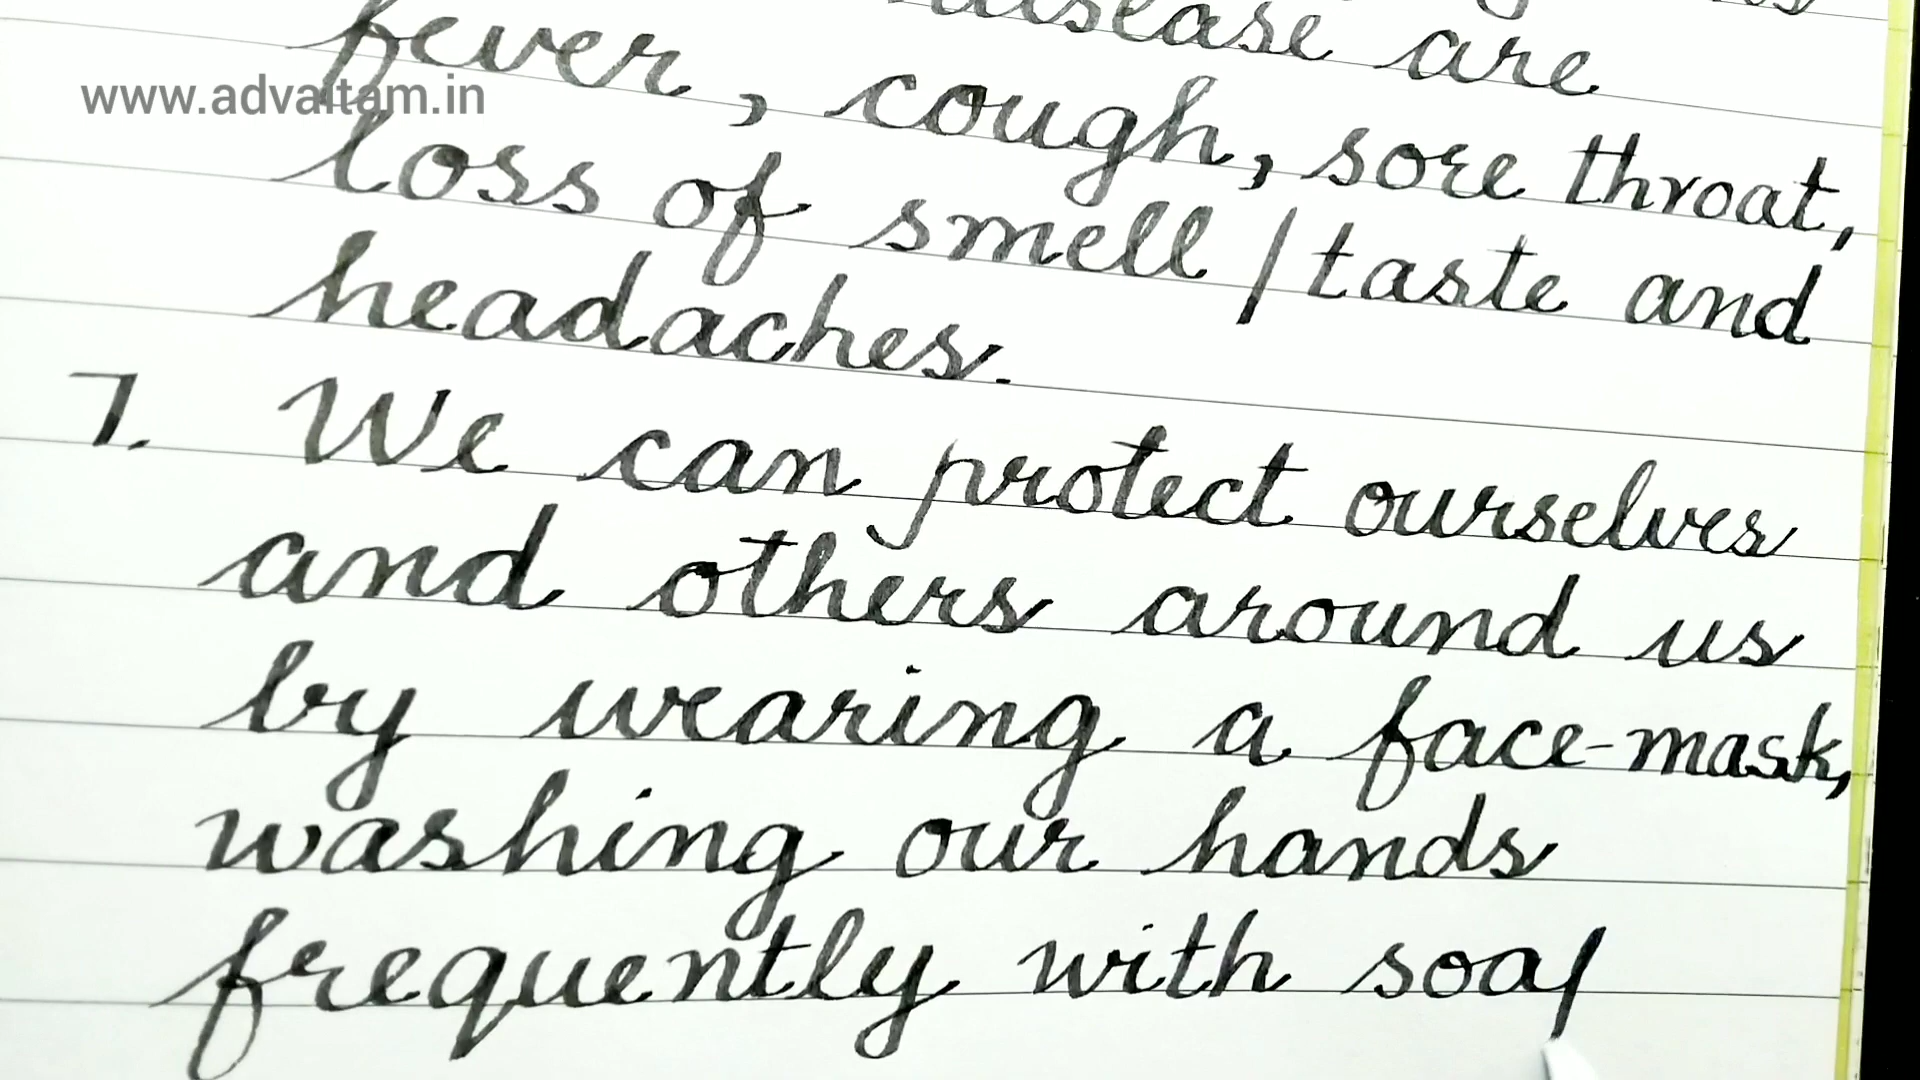 disease are
fever, cough, sore throat,
www.advaitam.in
loss of smell/taste and
headaches.
7. We can protect ourselves
and others around us
by wearing a face-mask,
washing our hands
frequently with soap